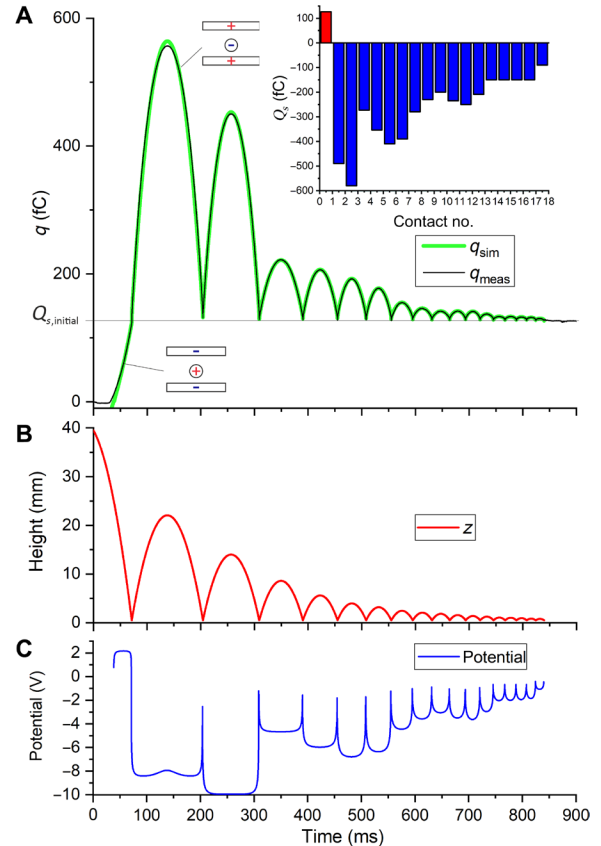 A
600
400
200
0
q (fC)
Qs,initial
+
-
+
-
+
-
100
0
-100
-200
-300
-400
-500
-600
Qs (fC)
0 1 2 3 4 5 6 7 8 9 10 11 12 13 14 15 16 17 18
Contact no.
qsim
qmeas
B
40
30
20
10
0
Height (mm)
z
C
2
0
-2
-4
-6
-8
-10
Potential (V)
Potential
0 100 200 300 400 500 600 700 800 900
Time (ms)